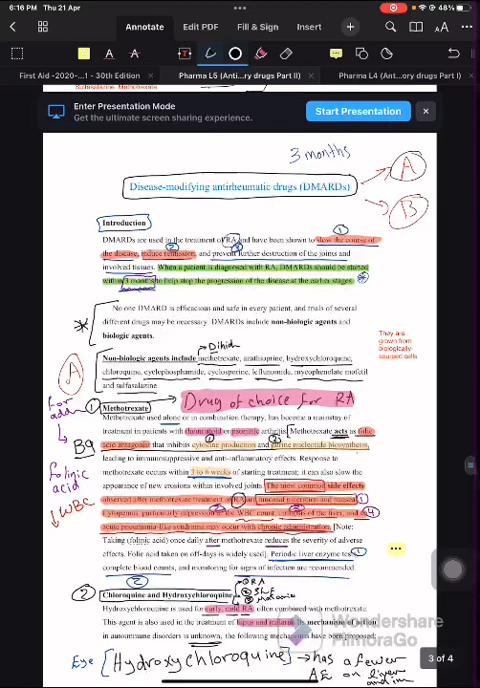 6:16 PM Thu 21 Apr
48%
Annotate Edit PDF Fill & Sign Insert
First Aid -2020-...1 - 30th Edition Pharma L5 (Ant...ory drugs Part II) Pharma L4 (Ant...ory drugs Part I)
Sulfasalazine Methotrexate
Enter Presentation Mode
Get the ultimate screen sharing experience.
Start Presentation
3 months
A
Disease-modifying antirheumatic drugs (DMARDs)
B
Introduction
DMARDs are used in the treatment of RA and have been shown to slow the course of
the disease, induce remission, and prevent further destruction of the joints and
involved tissues. When a patient is diagnosed with RA, DMARDs should be started
within 3 months to help stop the progression of the disease at the earlier stages.
No one DMARD is efficacious and safe in every patient, and trials of several
different drugs may be necessary. DMARDs include non-biologic agents and
biologic agents.
They are
grown from
biologically-
sourced cells
Non-biologic agents include methotrexate, azathioprine, hydroxychloroquine,
chloroquine, cyclophosphamide, cyclosporine, leflunomide, mycophenolate mofetil
and sulfasalazine
A
1 Methotrexate → Drug of choice for RA
Methotrexate used alone or in combination therapy, has become a mainstay of
treatment in patients with rheumatoid or psoriatic arthritis. Methotrexate acts as folic
acid antagonist that inhibits cytosine production and purine nucleotide biosynthesis,
leading to immunosuppressive and anti-inflammatory effects. Response to
methotrexate occurs within 3 to 6 weeks of starting treatment; it can also slow the
appearance of new erosions within involved joints. The most common side effects
observed after methotrexate treatment of RA are mucosal ulceration and nausea.
Cytopenias, particularly depression of the WBC count, cirrhosis of the liver, and an
acute pneumonia-like syndrome may occur with chronic administration. [Note:
Taking (folinic acid) once daily after methotrexate reduces the severity of adverse
effects. Folic acid taken on off-days is widely used]. Periodic liver enzyme tests,
complete blood counts, and monitoring for signs of infection are recommended.
B9
acid
↓WBC
2 Chloroquine and Hydroxychloroquine
RA
SLE
Hydroxychloroquine is used for early, mild RA often combined with methotrexate.
This agent is also used in the treatment of lupus and malaria. Its mechanism of action
in autoimmune disorders is unknown, the following mechanisms have been proposed:
Wondershare
FilmoraGo
Eye [Hydroxychloroquine] → has a fewer
AE on liver
3 of 4